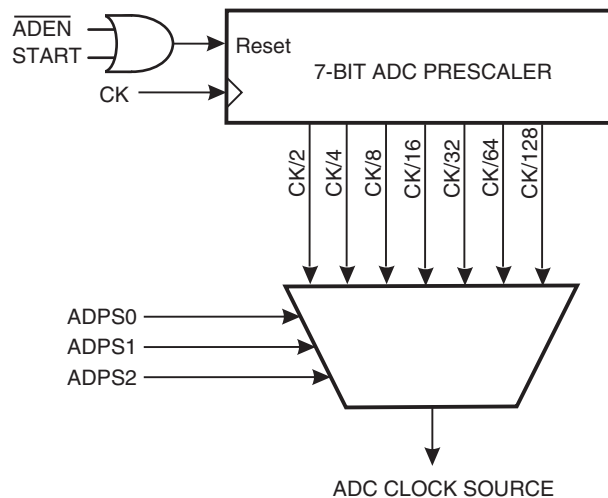 ADEN
START
Reset
7-BIT ADC PRESCALER
CK
CK/2
CK/4
CK/8
CK/16
CK/32
CK/64
CK/128
ADPS0
ADPS1
ADPS2
ADC CLOCK SOURCE